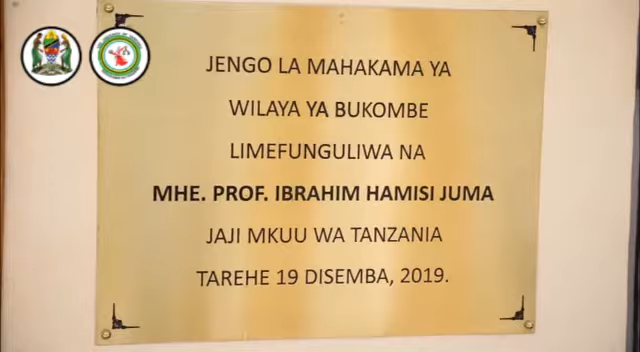 JENGO LA MAHAKAMA YA
WILAYA YA BUKOMBE
LIMEFUNGULIWA NA
MHE. PROF. IBRAHIM HAMISI JUMA
JAJI MKUU WA TANZANIA
TAREHE 19 DISEMBA, 2019.